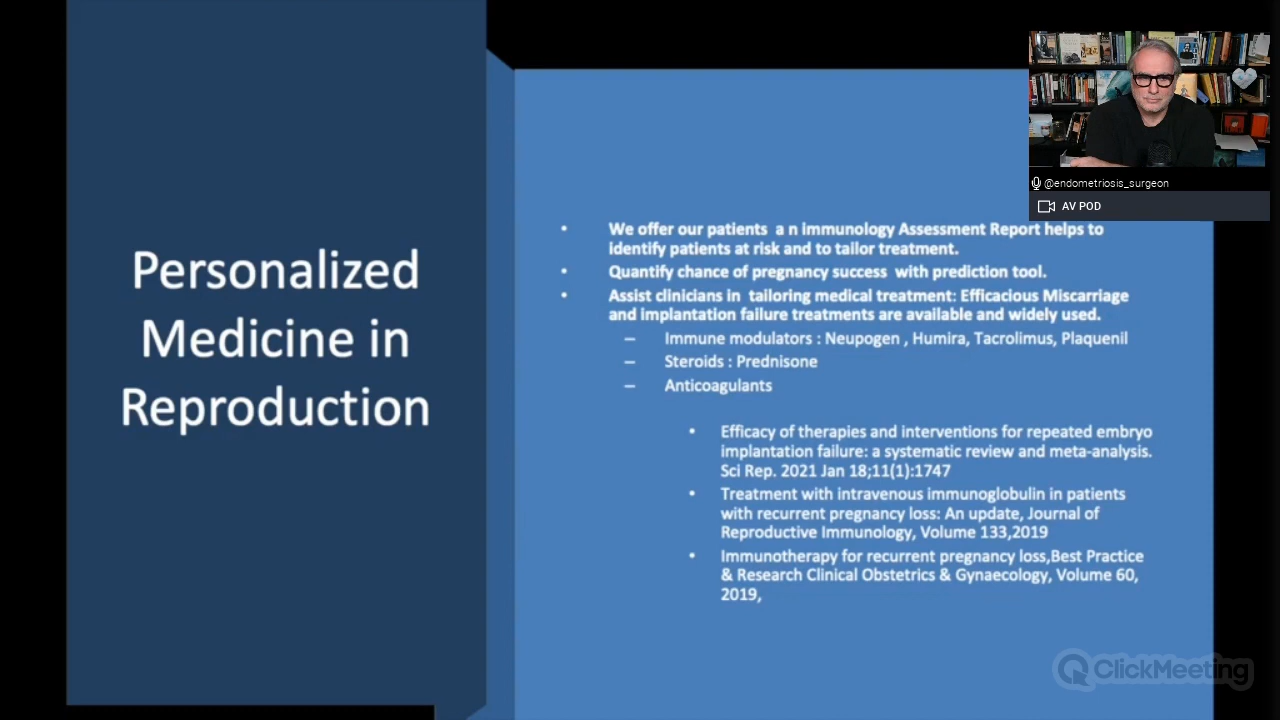 Personalized
Medicine in
Reproduction
@endometriosis_surgeon
AV POD
• We offer our patients a n immunology Assessment Report helps to
identify patients at risk and to tailor treatment.
• Quantify chance of pregnancy success with prediction tool.
• Assist clinicians in tailoring medical treatment: Efficacious Miscarriage
and implantation failure treatments are available and widely used.
– Immune modulators : Neupogen , Humira, Tacrolimus, Plaquenil
– Steroids : Prednisone
– Anticoagulants
• Efficacy of therapies and interventions for repeated embryo
implantation failure: a systematic review and meta-analysis.
Sci Rep. 2021 Jan 18;11(1):1747
• Treatment with intravenous immunoglobulin in patients
with recurrent pregnancy loss: An update, Journal of
Reproductive Immunology, Volume 133,2019
• Immunotherapy for recurrent pregnancy loss,Best Practice
& Research Clinical Obstetrics & Gynaecology, Volume 60,
2019,
ClickMeeting